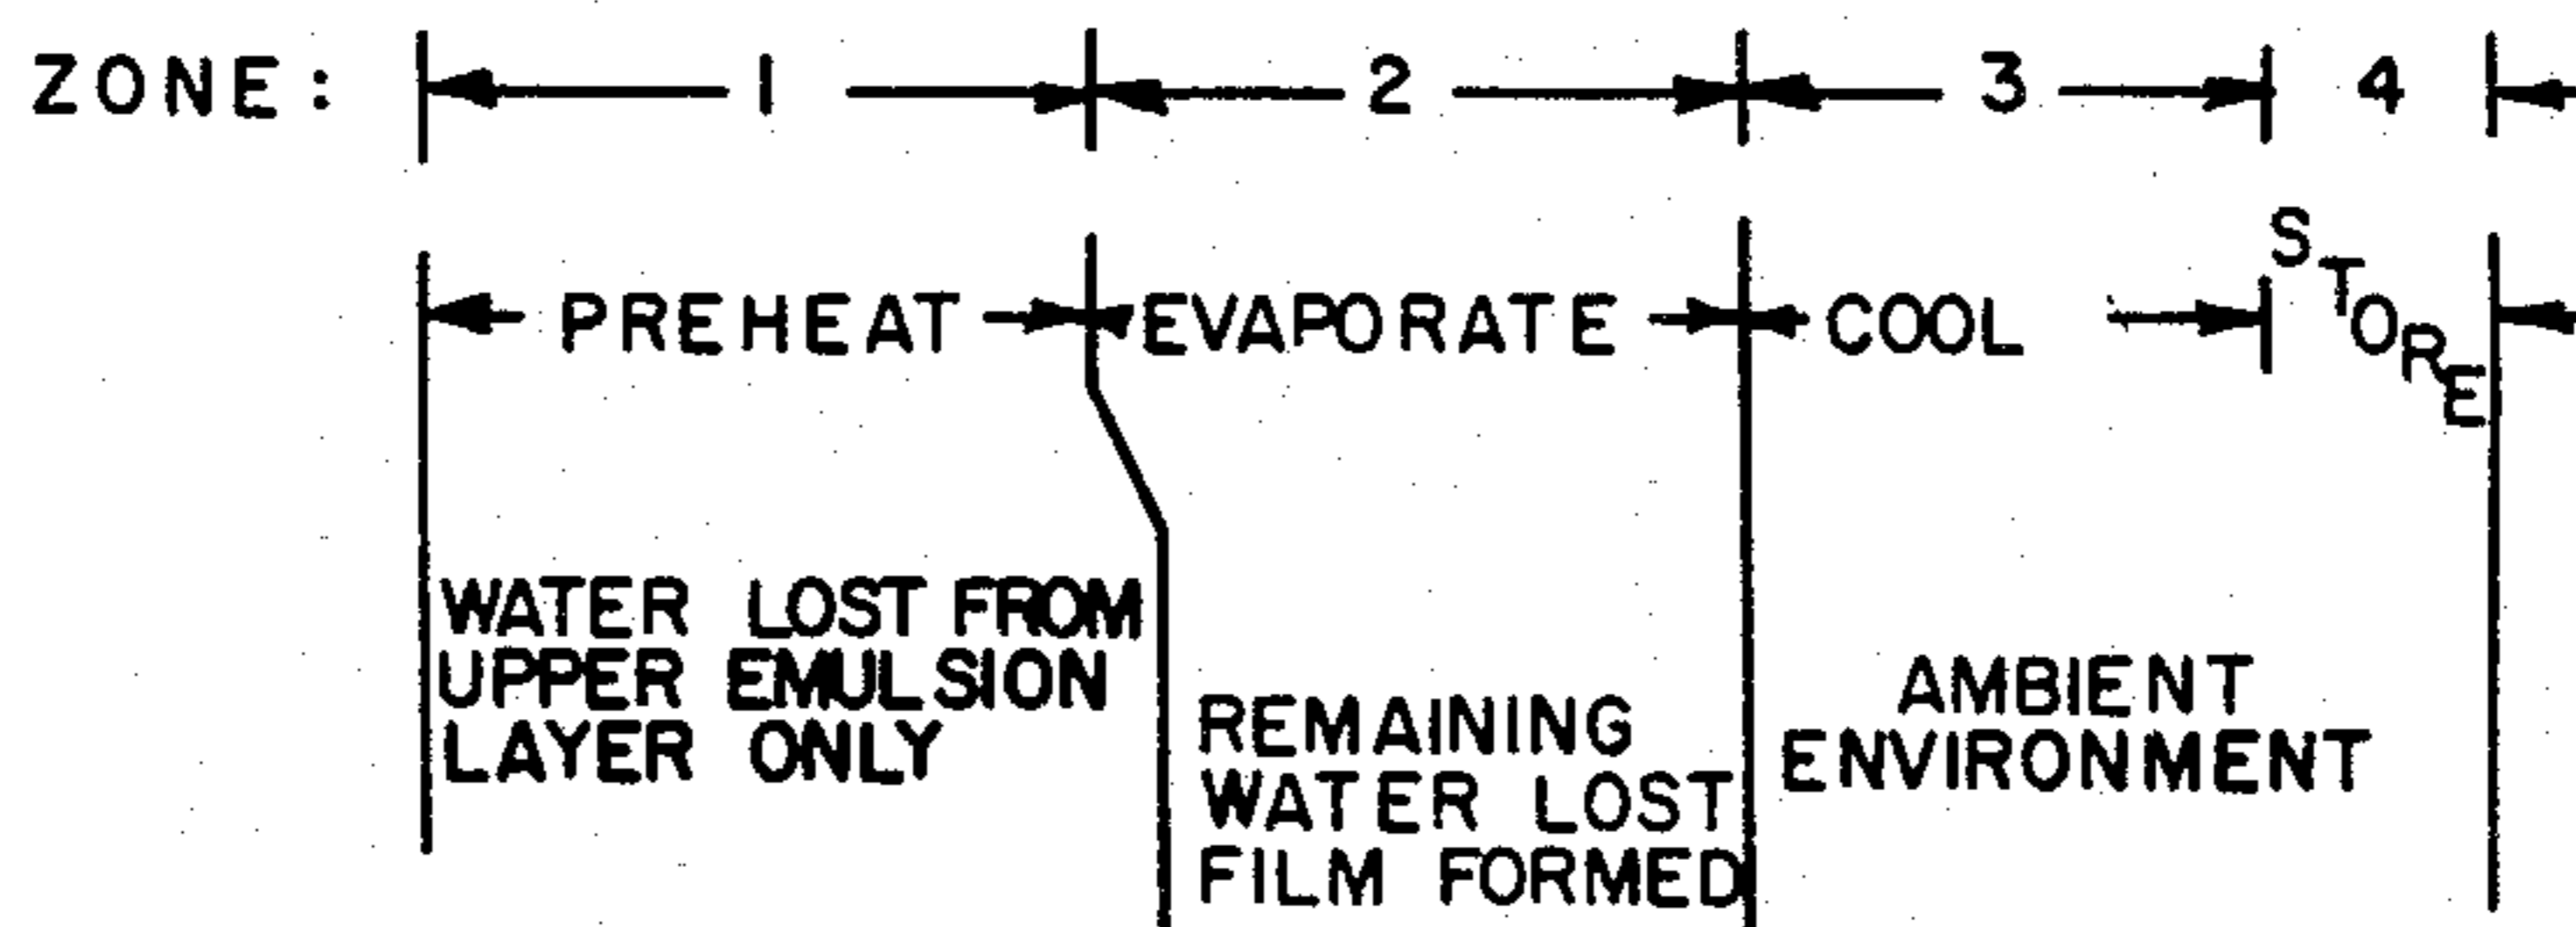 ZONE: 1 2 3 4
PREHEAT EVAPORATE COOL STORE
WATER LOST FROM
UPPER EMULSION
LAYER ONLY
REMAINING
WATER LOST
FILM FORMED
AMBIENT
ENVIRONMENT